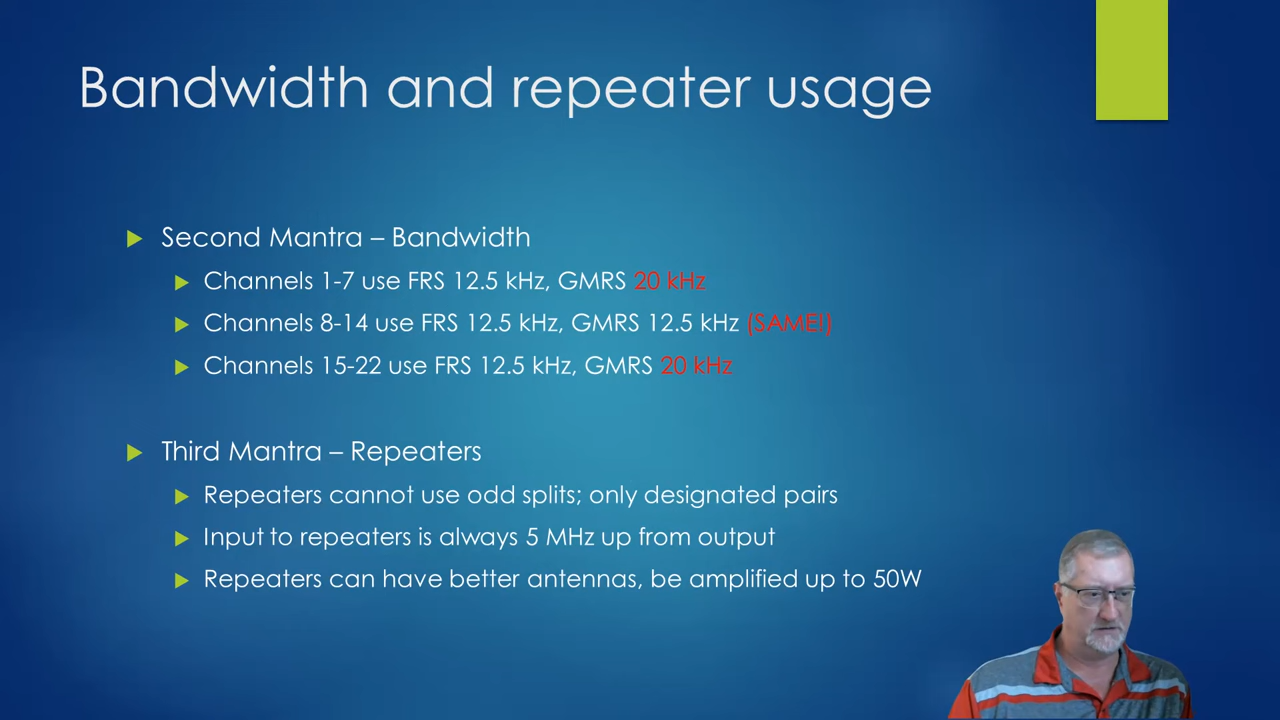 Bandwidth and repeater usage
Second Mantra – Bandwidth
Channels 1-7 use FRS 12.5 kHz, GMRS 20 kHz
Channels 8-14 use FRS 12.5 kHz, GMRS 12.5 kHz (SAME!)
Channels 15-22 use FRS 12.5 kHz, GMRS 20 kHz
Third Mantra – Repeaters
Repeaters cannot use odd splits; only designated pairs
Input to repeaters is always 5 MHz up from output
Repeaters can have better antennas, be amplified up to 50W